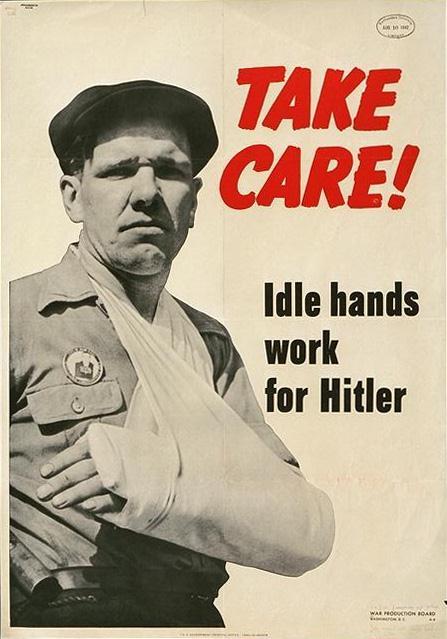 TAKE
CARE!
Idle hands
work
for Hitler
WAR PRODUCTION BOARD
WASHINGTON, D. C.